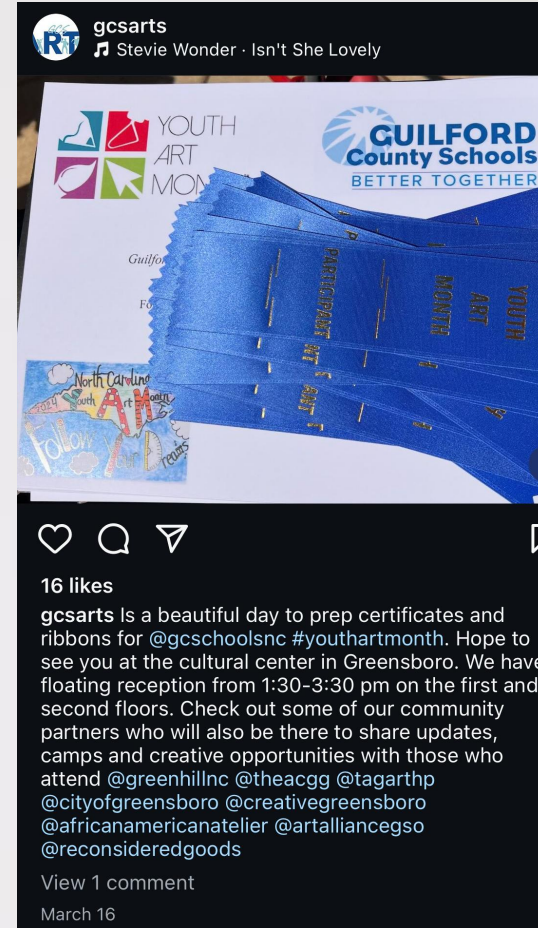 RT
gcsarts
Stevie Wonder · Isn't She Lovely
YOUTH
ART
MON
GUILFORD
County Schools
BETTER TOGETHER
Guilfo
Fo
PARTICIPANT
YOUTH
ART
MONTH
North Carolina
2024 Youth Art Month
Follow Your Dreams
16 likes
gcsarts Is a beautiful day to prep certificates and
ribbons for @gcschoolsnc #youthartmonth. Hope to
see you at the cultural center in Greensboro. We have
floating reception from 1:30-3:30 pm on the first and
second floors. Check out some of our community
partners who will also be there to share updates,
camps and creative opportunities with those who
attend @greenhillnc @theacgg @tagarthp
@cityofgreensboro @creativegreensboro
@africanamericanatelier @artalliancegso
@reconsideredgoods
View 1 comment
March 16